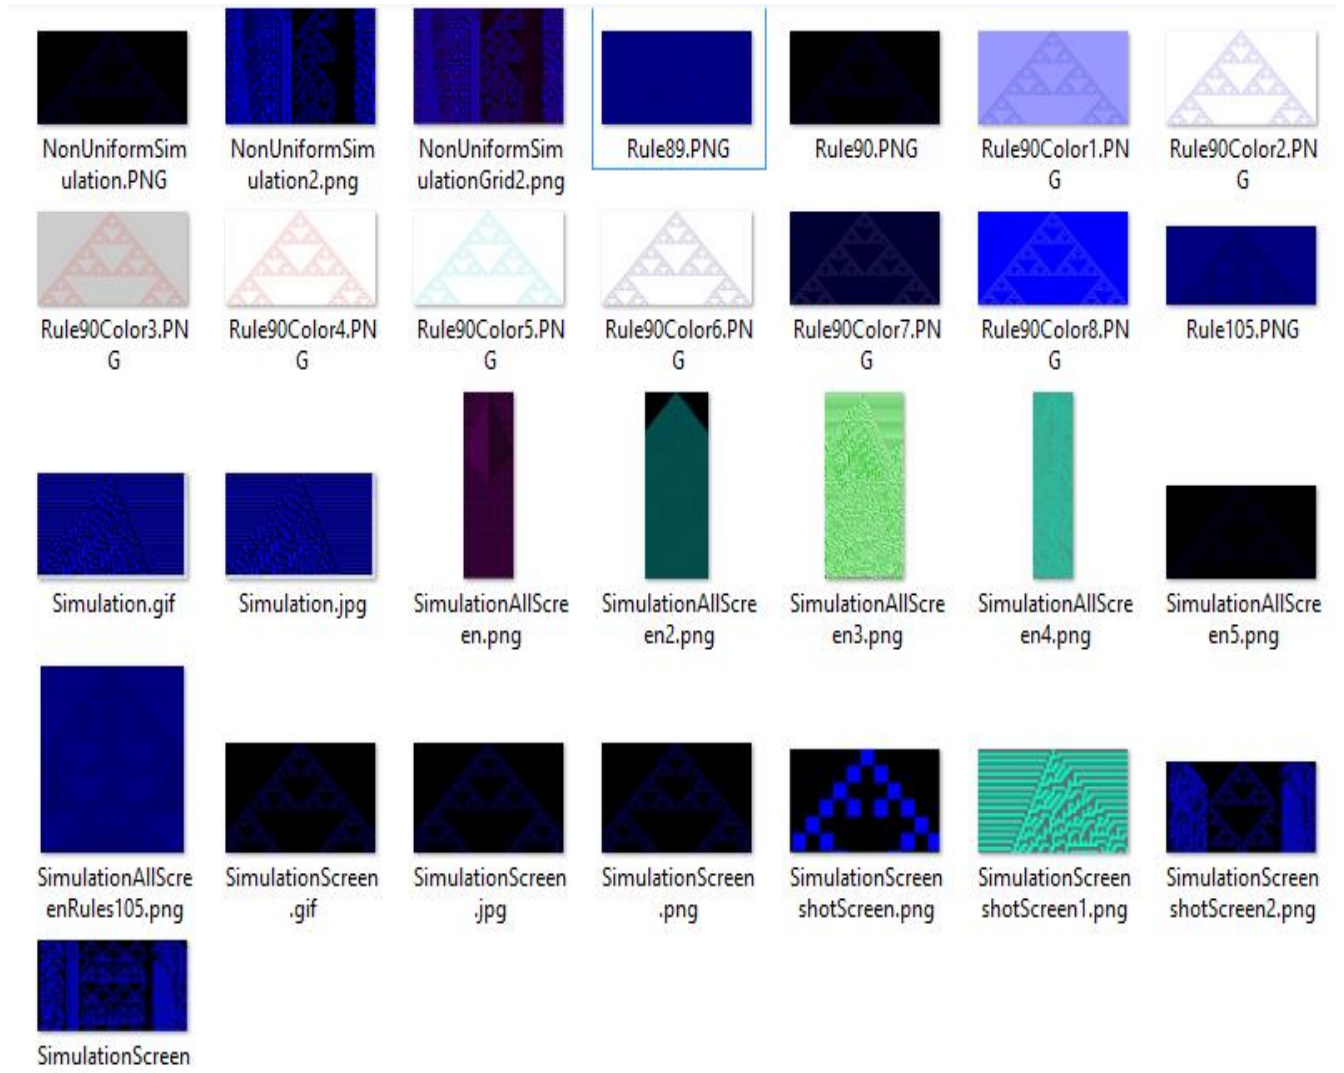 NonUniformSim NonUniformSim NonUniformSim Rule89.PNG Rule90.PNG Rule90Color1.PN Rule90Color2.PN
ulation.PNG ulation2.png ulationGrid2.png G G
Rule90Color3.PN Rule90Color4.PN Rule90Color5.PN Rule90Color6.PN Rule90Color7.PN Rule90Color8.PN Rule105.PNG
G G G G G G
Simulation.gif Simulation.jpg SimulationAllScre SimulationAllScre SimulationAllScre SimulationAllScre SimulationAllScre
en.png en2.png en3.png en4.png en5.png
SimulationAllScre SimulationScreen SimulationScreen SimulationScreen SimulationScreen SimulationScreen SimulationScreen
enRules105.png .gif .jpg .png shotScreen.png shotScreen1.png shotScreen2.png
SimulationScreen